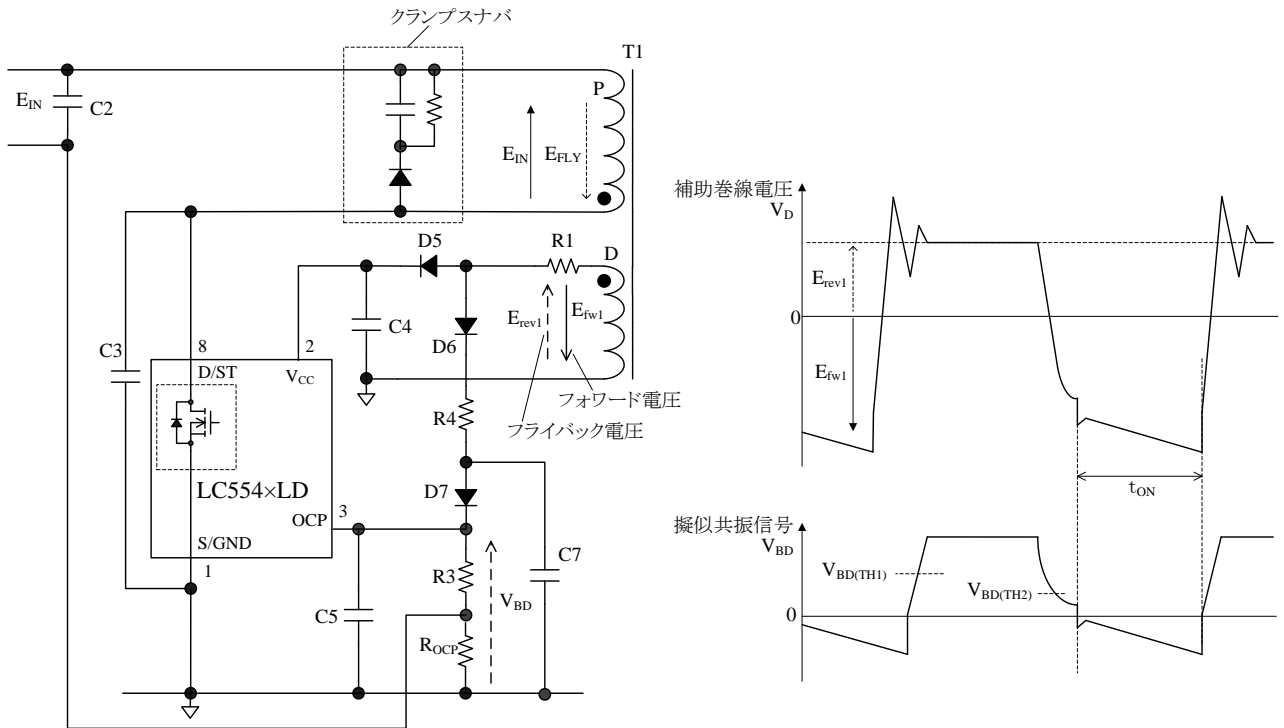 クランプスナバ
T1
P
E_IN
C2
E_IN
E_FLY
D5
R1
D
C4
D6
E_rev1
E_fw1
C3
8
D/ST
2
V_CC
フォワード電圧
フライバック電圧
R4
LC554×LD
D7
OCP
3
S/GND
1
C5
R3
V_BD
C7
R_OCP
補助巻線電圧
V_D
E_rev1
0
E_fw1
t_ON
擬似共振信号
V_BD
V_BD(TH1)
V_BD(TH2)
0